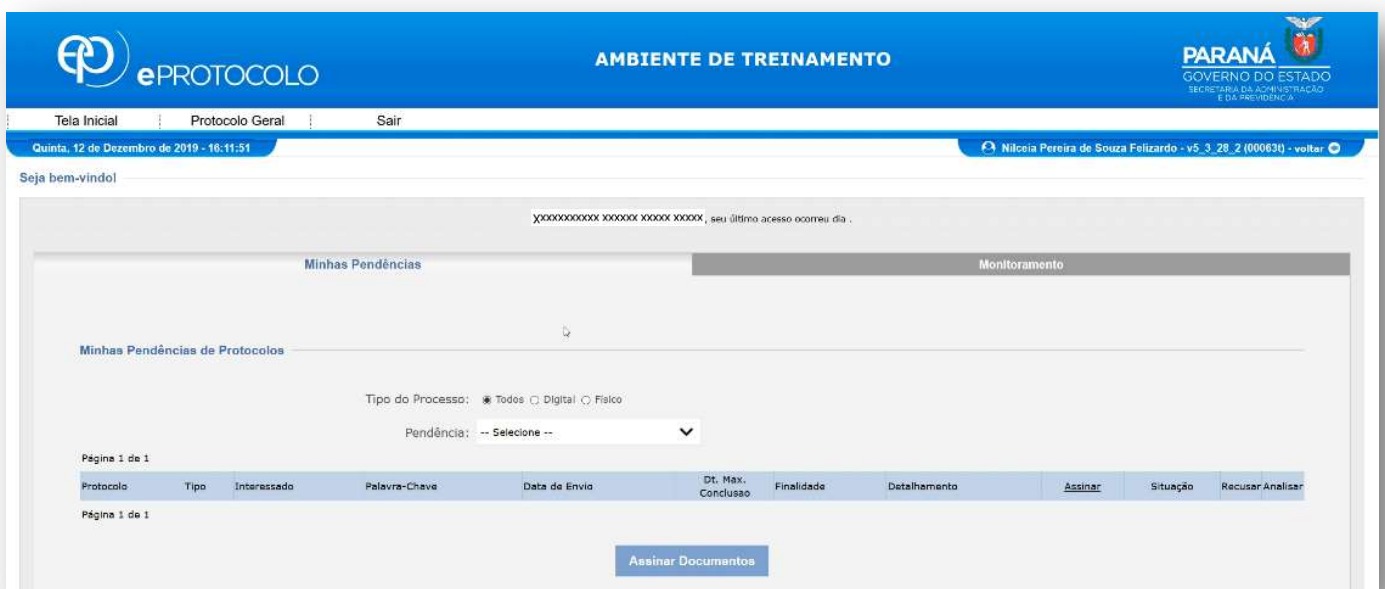 ep ePROTOCOLO
AMBIENTE DE TREINAMENTO
PARANÁ
GOVERNO DO ESTADO
SECRETARIA DA ADMINISTRAÇÃO
E DA PREVIDÊNCIA
Tela Inicial Protocolo Geral Sair
Quinta, 12 de Dezembro de 2019 - 16:11:51
Nilceia Pereira de Souza Felizardo - v5_3_28_2 (00063t) - voltar
Seja bem-vindo!
Xxxxxxxxxxx xxxxxx xxxxx xxxxx, seu último acesso ocorreu dia .
Minhas Pendências Monitoramento
Minhas Pendências de Protocolos
Tipo do Processo: Todos Digital Físico
Pendência: -- Selecione --
Página 1 de 1
Protocolo Tipo Interessado Palavra-Chave Data de Envio Dt. Max. Conclusao Finalidade Detalhamento Assinar Situação Recusar Analisar
Página 1 de 1
Assinar Documentos